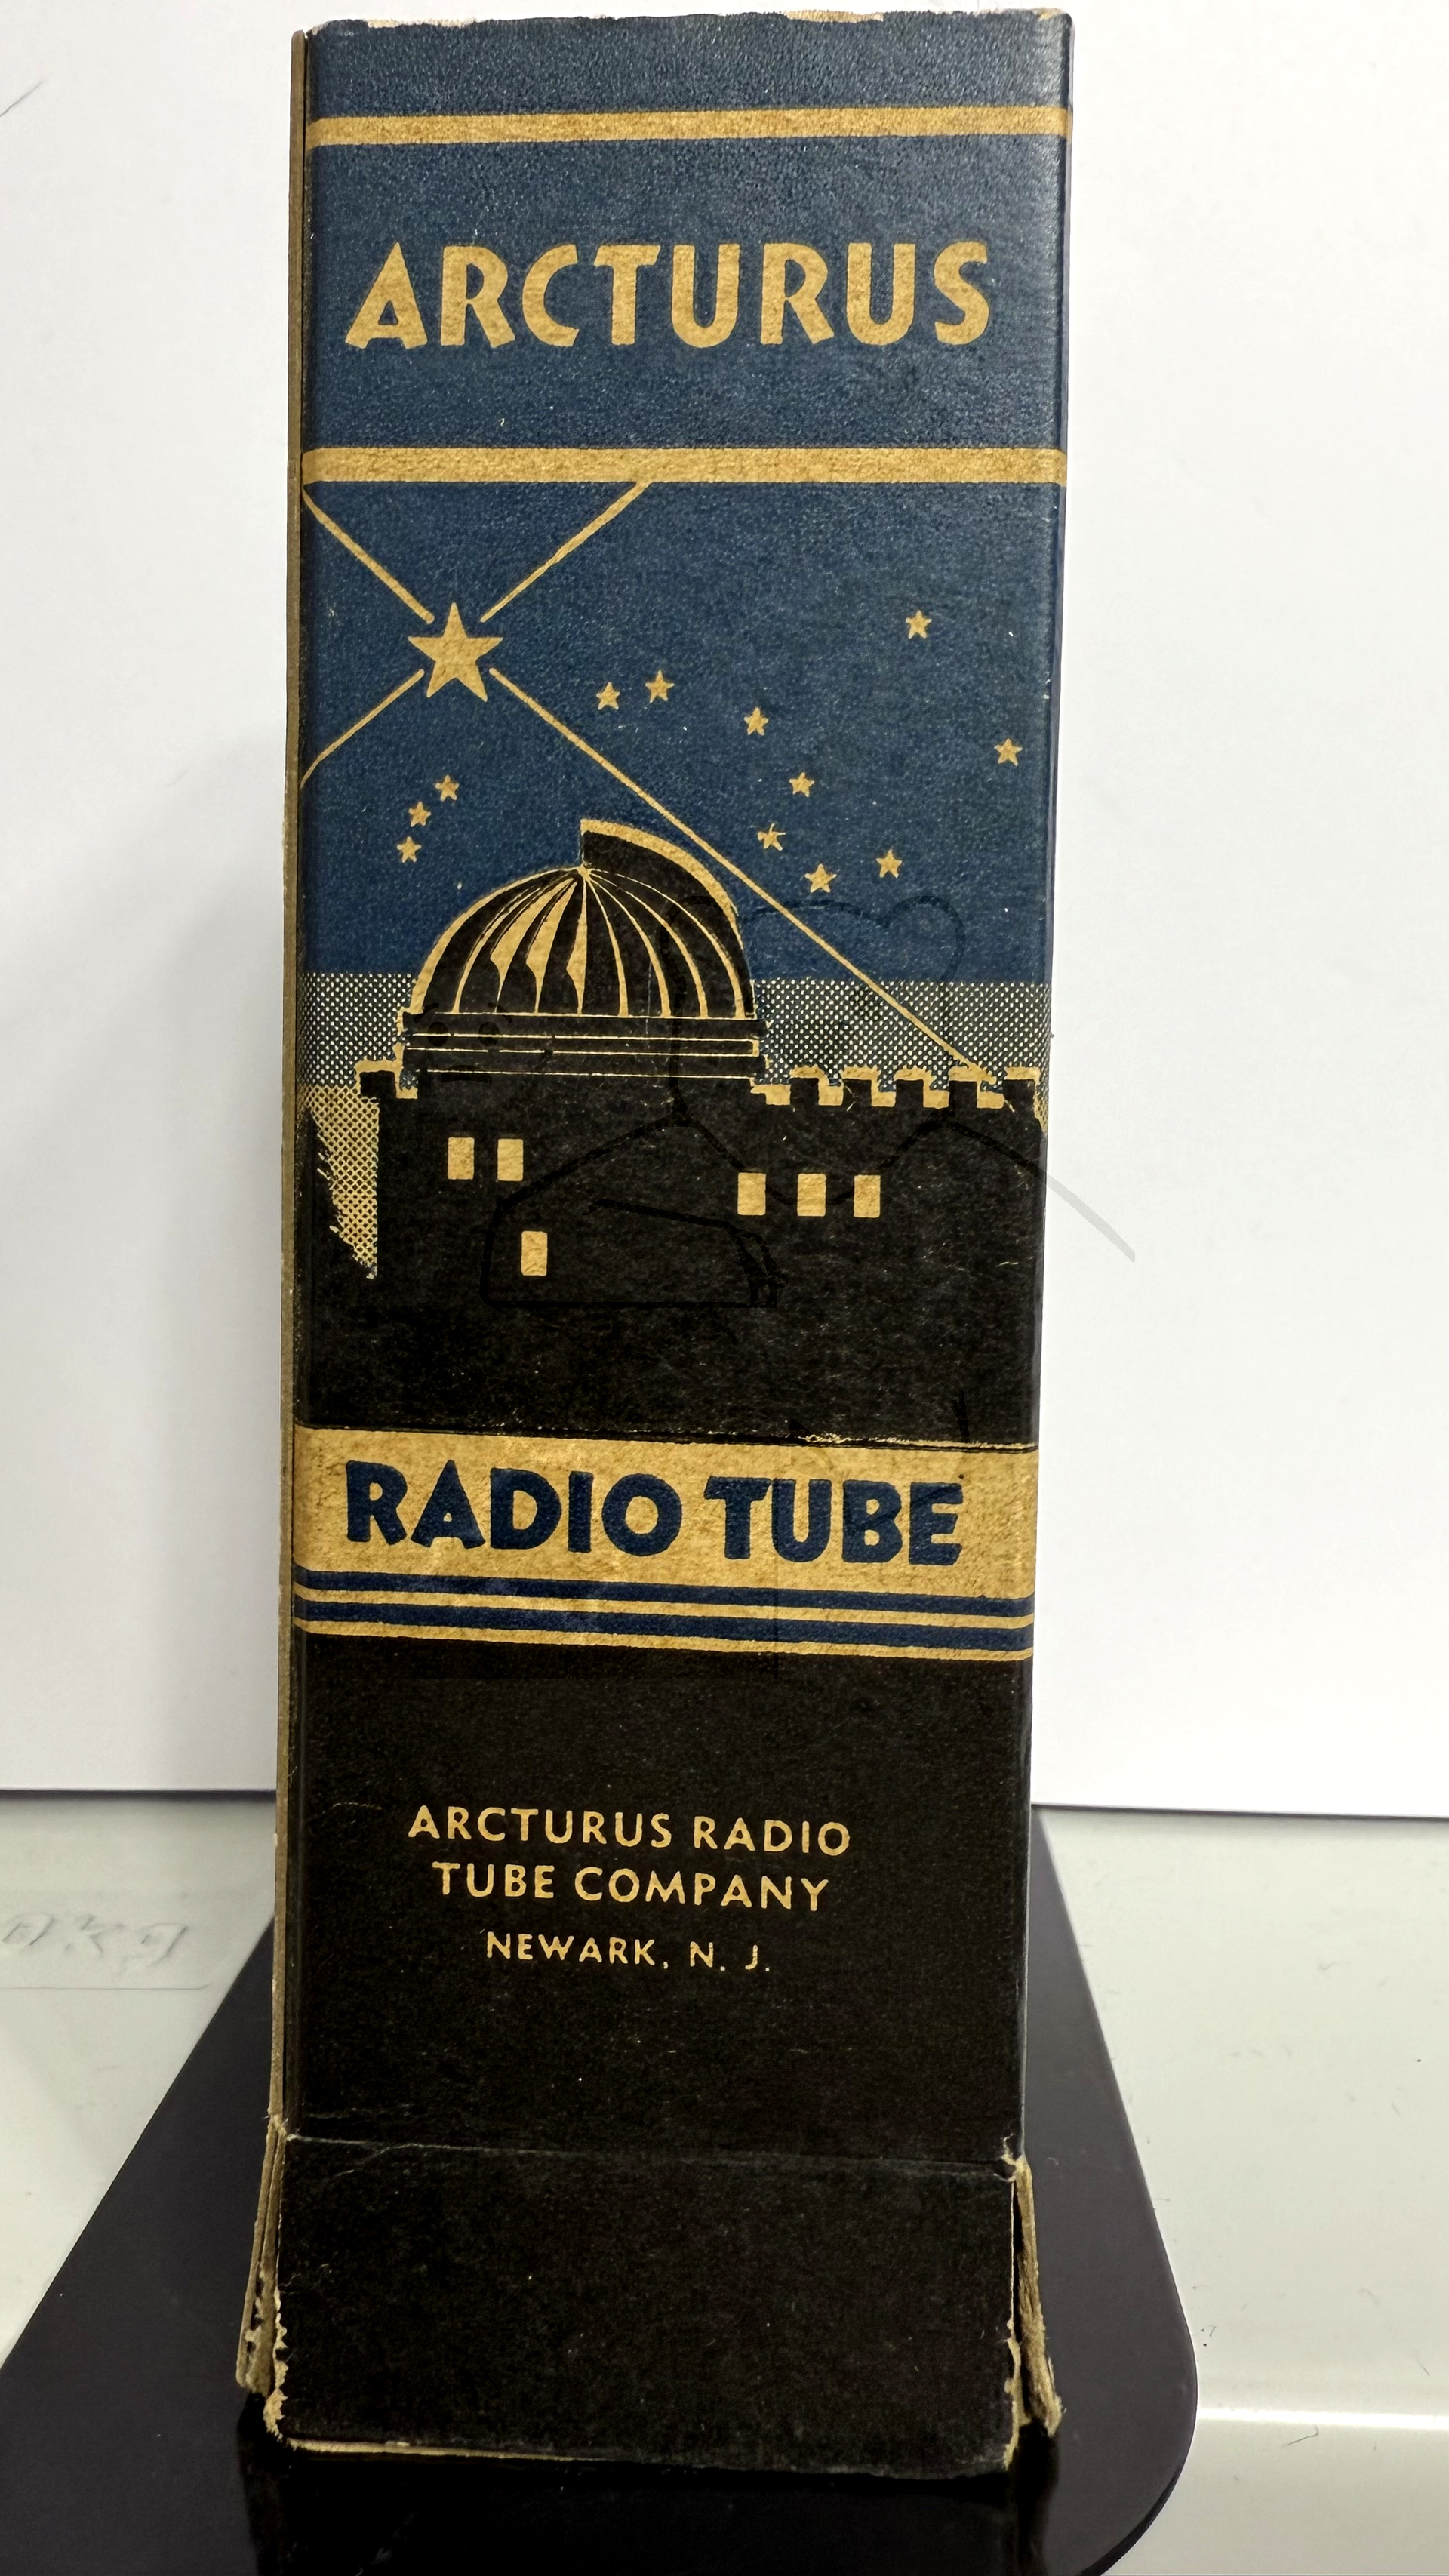 ARCTURUS
RADIO TUBE
ARCTURUS RADIO
TUBE COMPANY
NEWARK, N. J.